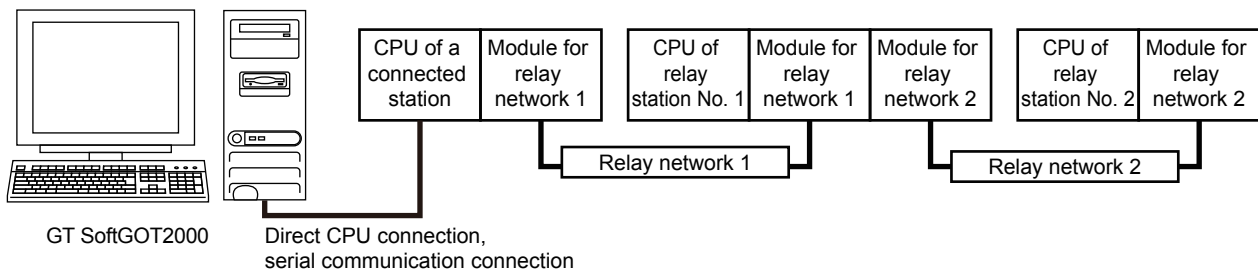 CPU of a
connected
station
Module for
relay
network 1
CPU of
relay
station No. 1
Module for
relay
network 1
Module for
relay
network 2
CPU of
relay
station No. 2
Module for
relay
network 2
Relay network 1
Relay network 2
GT SoftGOT2000
Direct CPU connection,
serial communication connection